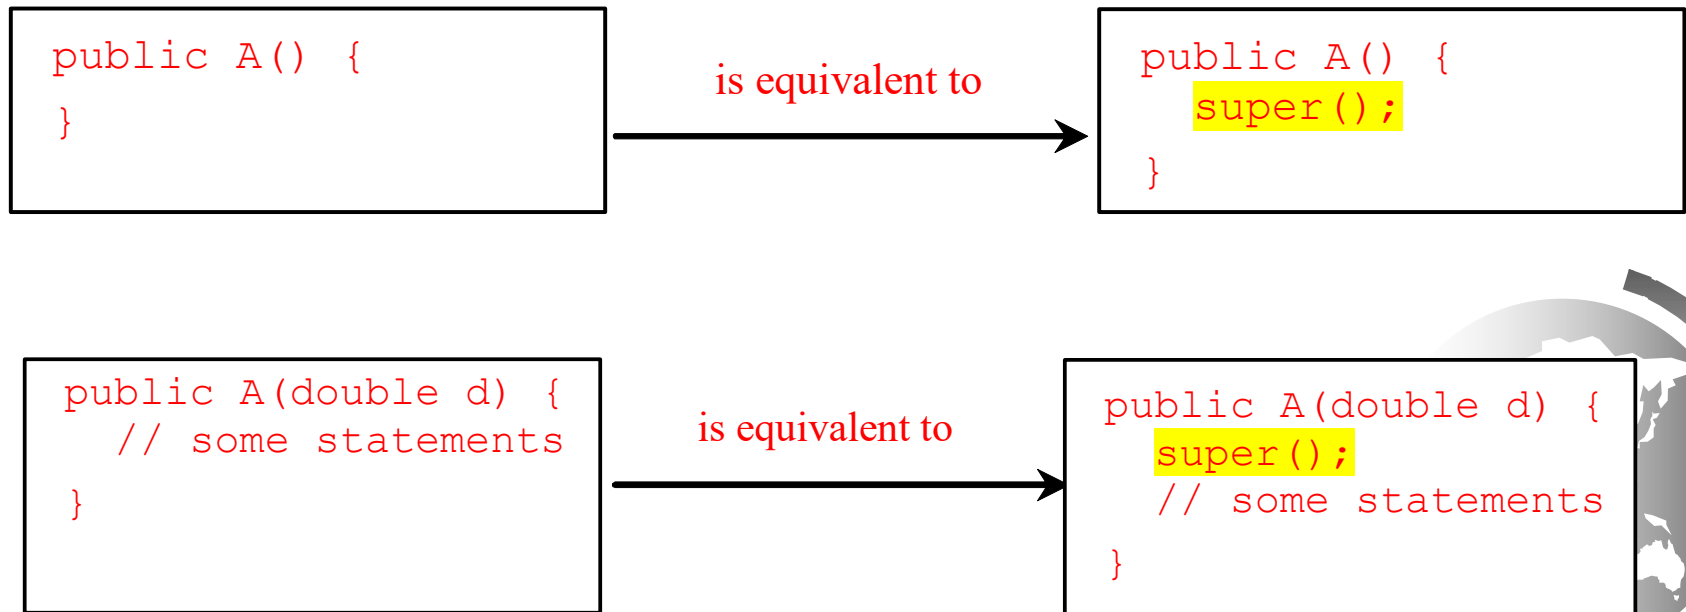 public A() {
}
is equivalent to
public A() {
super();
}
public A(double d) {
// some statements
}
is equivalent to
public A(double d) {
super();
// some statements
}